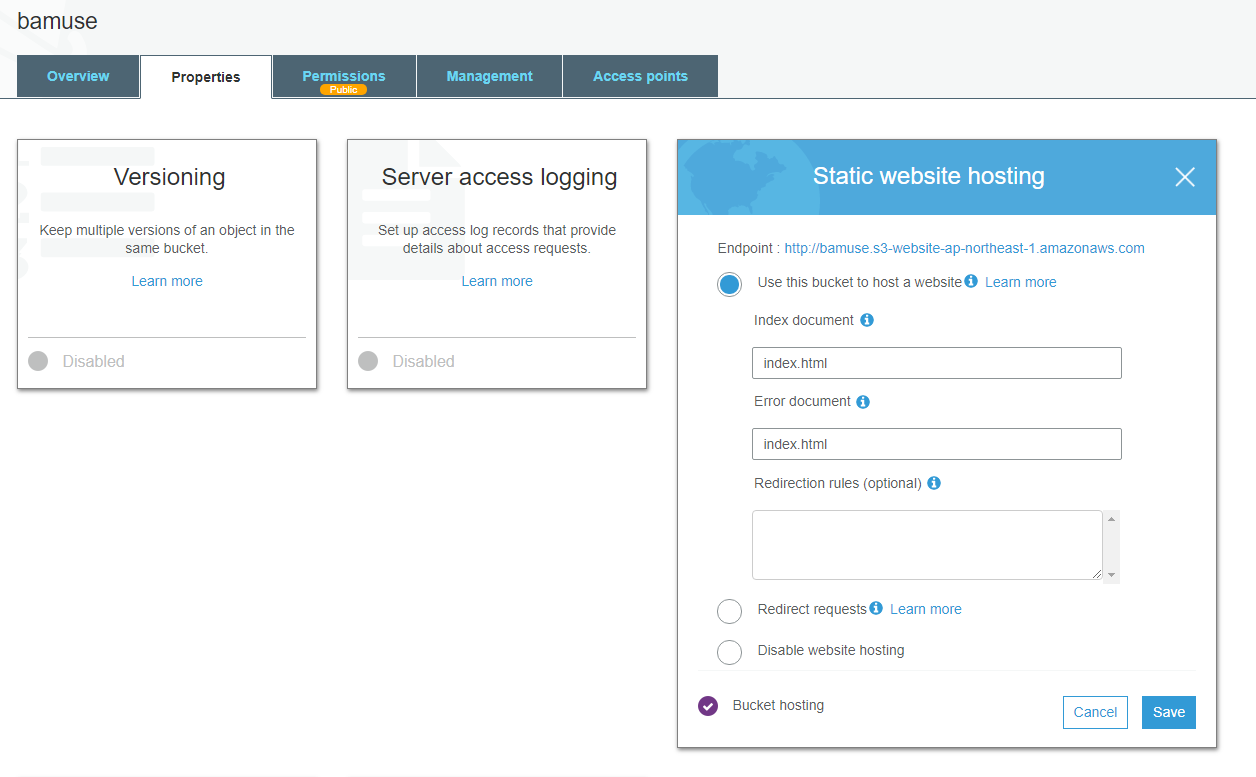 bamuse
Overview
Properties
Permissions
Public
Management
Access points
Versioning
Keep multiple versions of an object in the
same bucket.
Learn more
Disabled
Server access logging
Set up access log records that provide
details about access requests.
Learn more
Disabled
Static website hosting
Endpoint : http://bamuse.s3-website-ap-northeast-1.amazonaws.com
Use this bucket to host a website Learn more
Index document
index.html
Error document
index.html
Redirection rules (optional)
Redirect requests Learn more
Disable website hosting
Bucket hosting
Cancel
Save